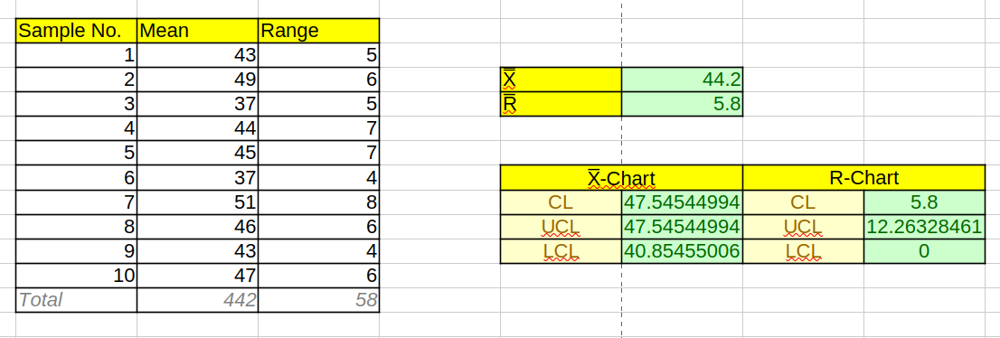 Sample No. Mean Range
1 43 5
2 49 6
3 37 5
4 44 7
5 45 7
6 37 4
7 51 8
8 46 6
9 43 4
10 47 6
Total 442 58
X̿ 44.2
R̅ 5.8
X̅-Chart R-Chart
CL 47.54544994 CL 5.8
UCL 47.54544994 UCL 12.26328461
LCL 40.85455006 LCL 0